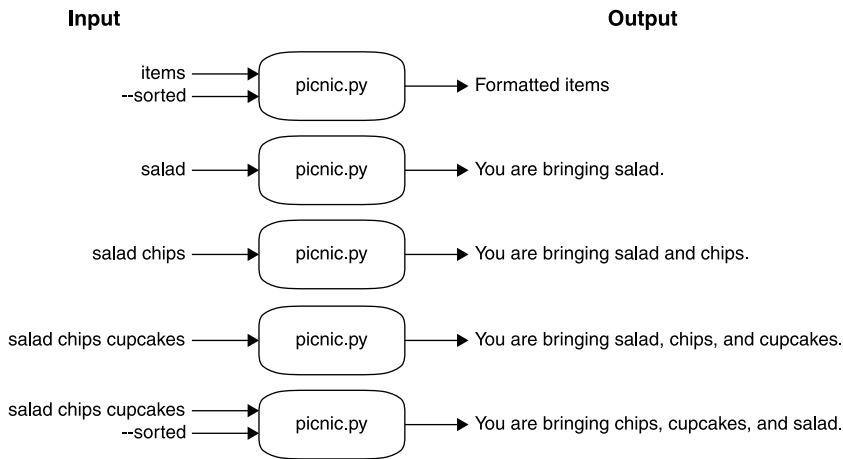 Input
Output
items
--sorted
picnic.py
Formatted items
salad
picnic.py
You are bringing salad.
salad chips
picnic.py
You are bringing salad and chips.
salad chips cupcakes
picnic.py
You are bringing salad, chips, and cupcakes.
salad chips cupcakes
--sorted
picnic.py
You are bringing chips, cupcakes, and salad.